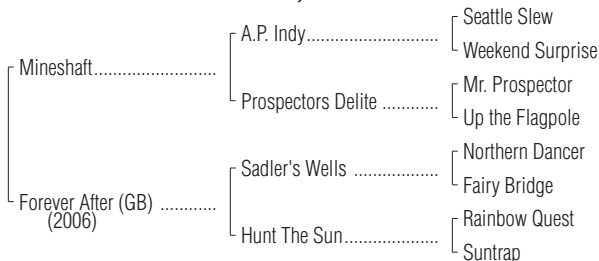 Seattle Slew
A.P. Indy..............................
Weekend Surprise
Mineshaft............................
Mr. Prospector
Prospectors Delite .............
Up the Flagpole
Northern Dancer
Sadler's Wells ...................
Fairy Bridge
Forever After (GB) ............
(2006)
Rainbow Quest
Hunt The Sun.....................
Suntrap